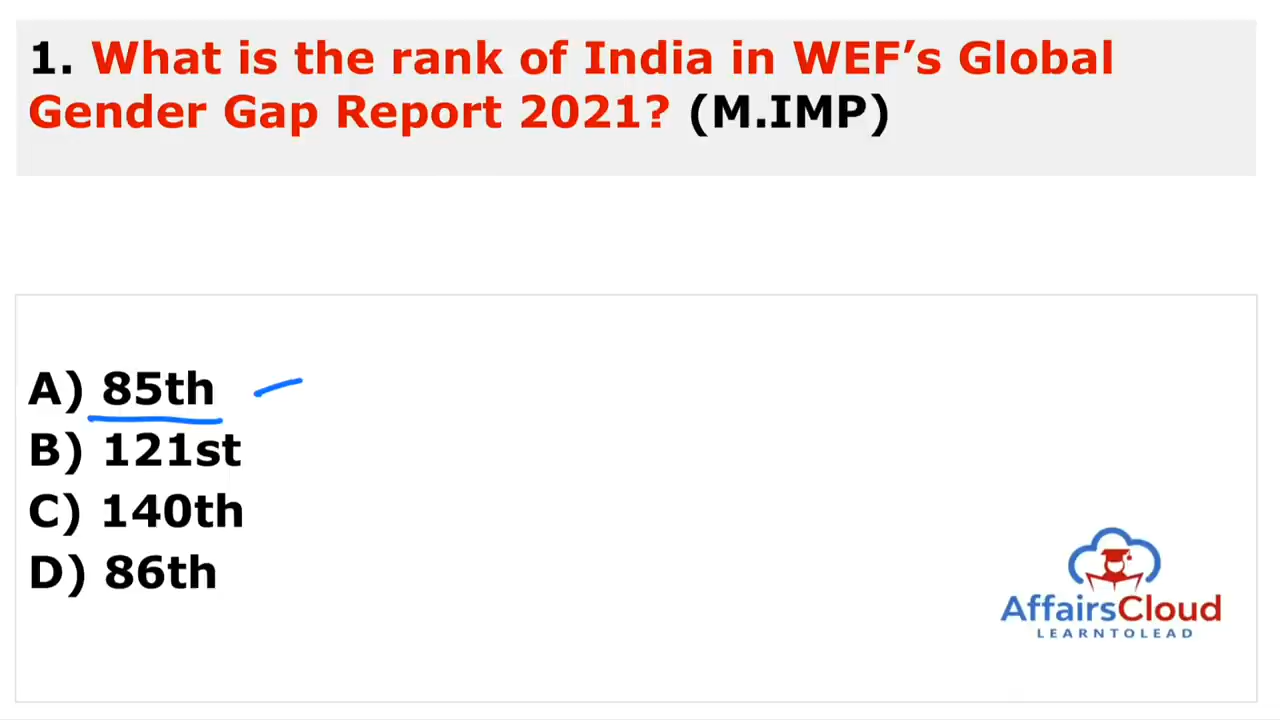 1. What is the rank of India in WEF’s Global
Gender Gap Report 2021? (M.IMP)
A) 85th
B) 121st
C) 140th
D) 86th
AffairsCloud
LEARNTOLEAD